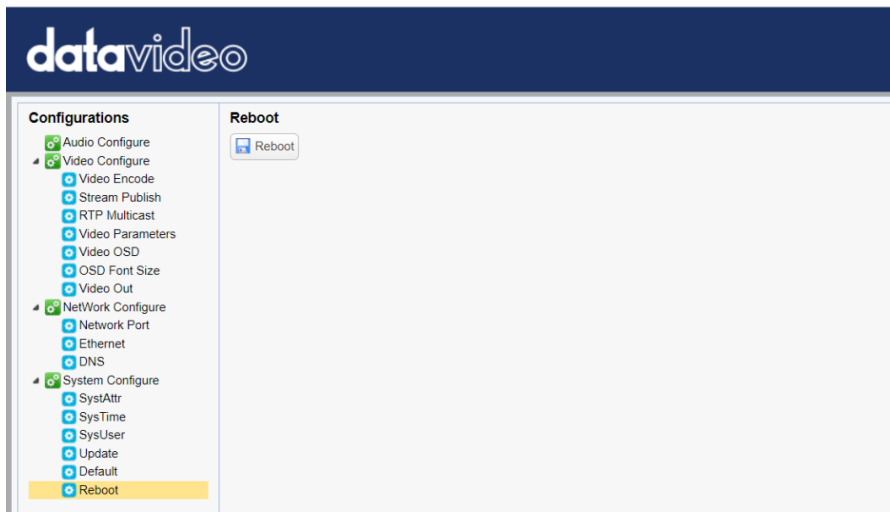 datavideo
Configurations
Audio Configure
Video Configure
Video Encode
Stream Publish
RTP Multicast
Video Parameters
Video OSD
OSD Font Size
Video Out
NetWork Configure
Network Port
Ethernet
DNS
System Configure
SystAttr
SysTime
SysUser
Update
Default
Reboot
Reboot
Reboot